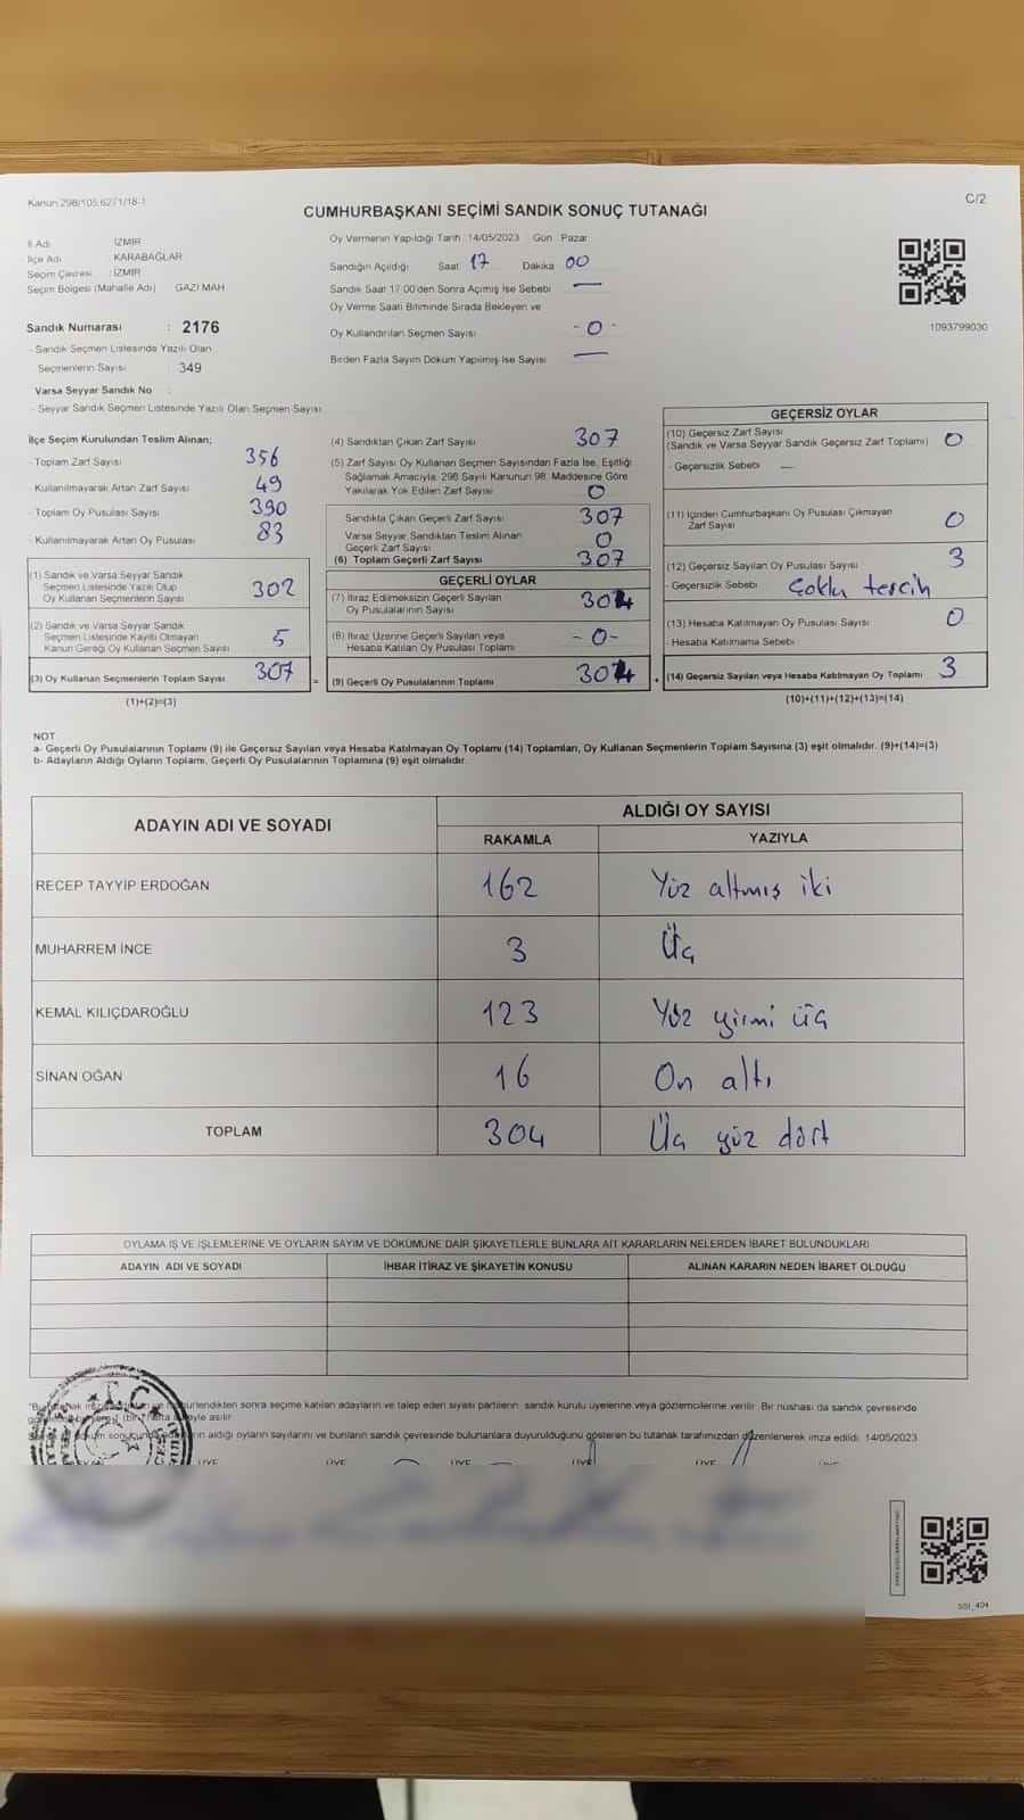 Kanun 298/105,6271/18-1
C/2
CUMHURBAŞKANI SEÇİMİ SANDIK SONUÇ TUTANAĞI
İl Adı : İZMİR
İlçe Adı : KARABAĞLAR
Seçim Çevresi : İZMİR
Seçim Bölgesi (Mahalle Adı) : GAZİ MAH
Sandık Numarası : 2176
- Sandık Seçmen Listesinde Yazılı Olan
Seçmenlerin Sayısı : 349
Varsa Seyyar Sandık No :
- Seyyar Sandık Seçmen Listesinde Yazılı Olan Seçmen Sayısı
Oy Vermenin Yapıldığı Tarih : 14/05/2023 Gün : Pazar
Sandığın Açıldığı Saat 17 Dakika 00
Sandık Saat 17:00'den Sonra Açılmış İse Sebebi —
Oy Verme Saati Bitiminde Sırada Bekleyen ve
Oy Kullandırılan Seçmen Sayısı - 0 -
Birden Fazla Sayım Döküm Yapılmış İse Sayısı —
1093799030
İlçe Seçim Kurulundan Teslim Alınan;
- Toplam Zarf Sayısı 356
- Kullanılmayarak Artan Zarf Sayısı 49
- Toplam Oy Pusulası Sayısı 390
- Kullanılmayarak Artan Oy Pusulası 83
(1) Sandık ve Varsa Seyyar Sandık
Seçmen Listesinde Yazılı Olup
Oy Kullanan Seçmenlerin Sayısı 302
(2) Sandık ve Varsa Seyyar Sandık
Seçmen Listesinde Kayıtlı Olmayan
Kanun Gereği Oy Kullanan Seçmen Sayısı 5
(3) Oy Kullanan Seçmenlerin Toplam Sayısı 307
(1)+(2)=(3)
(4) Sandıktan Çıkan Zarf Sayısı 307
(5) Zarf Sayısı Oy Kullanan Seçmen Sayısından Fazla İse, Eşitliği
Sağlamak Amacıyla, 298 Sayılı Kanunun 98. Maddesine Göre
Yakılarak Yok Edilen Zarf Sayısı 0
Sandıkta Çıkan Geçerli Zarf Sayısı 307
Varsa Seyyar Sandıktan Teslim Alınan
Geçerli Zarf Sayısı 0
(6) Toplam Geçerli Zarf Sayısı 307
GEÇERLİ OYLAR
(7) İtiraz Edilmeksizin Geçerli Sayılan
Oy Pusulalarının Sayısı 304
(8) İtiraz Üzerine Geçerli Sayılan veya
Hesaba Katılan Oy Pusulası Toplamı - 0 -
= (9) Geçerli Oy Pusulalarının Toplamı 304
GEÇERSİZ OYLAR
(10) Geçersiz Zarf Sayısı
(Sandık ve Varsa Seyyar Sandık Geçersiz Zarf Toplamı) 0
- Geçersizlik Sebebi —
(11) İçinden Cumhurbaşkanı Oy Pusulası Çıkmayan
Zarf Sayısı 0
(12) Geçersiz Sayılan Oy Pusulası Sayısı 3
- Geçersizlik Sebebi Çoklu tercih
(13) Hesaba Katılmayan Oy Pusulası Sayısı 0
- Hesaba Katılmama Sebebi
+ (14) Geçersiz Sayılan veya Hesaba Katılmayan Oy Toplamı 3
(10)+(11)+(12)+(13)=(14)
NOT
a- Geçerli Oy Pusulalarının Toplamı (9) ile Geçersiz Sayılan veya Hesaba Katılmayan Oy Toplamı (14) Toplamları, Oy Kullanan Seçmenlerin Toplam Sayısına (3) eşit olmalıdır. (9)+(14)=(3)
b- Adayların Aldığı Oyların Toplamı, Geçerli Oy Pusulalarının Toplamına (9) eşit olmalıdır.
ADAYIN ADI VE SOYADI
ALDIĞI OY SAYISI
RAKAMLA YAZIYLA
RECEP TAYYİP ERDOĞAN 162 Yüz altmış iki
MUHARREM İNCE 3 Üç
KEMAL KILIÇDAROĞLU 123 Yüz yirmi üç
SİNAN OĞAN 16 On altı
TOPLAM 304 Üç yüz dört
OYLAMA İŞ VE İŞLEMLERİNE VE OYLARIN SAYIM VE DÖKÜMÜNE DAİR ŞİKAYETLERLE BUNLARA AİT KARARLARIN NELERDEN İBARET BULUNDUKLARI
ADAYIN ADI VE SOYADI İHBAR İTİRAZ VE ŞİKAYETİN KONUSU ALINAN KARARIN NEDEN İBARET OLDUĞU
T.C.
sonra seçime katılan adayların ve talep eden siyasi partilerin sandık kurulu üyelerine veya gözlemcilerine verilir. Bir nüshası da sandık çevresinde
asılır.
aldığı oyların sayılarını ve bunların sandık çevresinde bulunanlara duyurulduğunu gösteren bu tutanak tarafımızdan düzenlenerek imza edildi. 14/05/2023
ÜYE ÜYE ÜYE ÜYE ÜYE